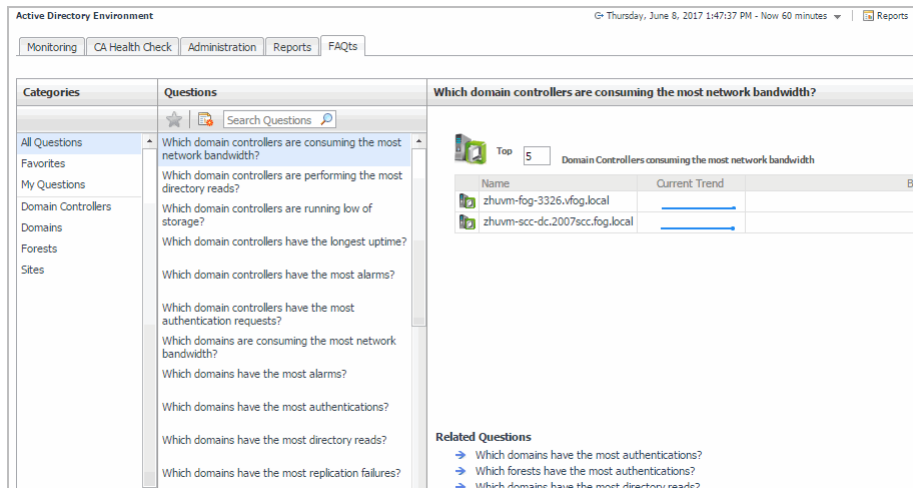 Active Directory Environment
Thursday, June 8, 2017 1:47:37 PM - Now 60 minutes
Reports
Monitoring
CA Health Check
Administration
Reports
FAQts
Categories
All Questions
Favorites
My Questions
Domain Controllers
Domains
Forests
Sites
Questions
Search Questions
Which domain controllers are consuming the most
network bandwidth?
Which domain controllers are performing the most
directory reads?
Which domain controllers are running low of
storage?
Which domain controllers have the longest uptime?
Which domain controllers have the most alarms?
Which domain controllers have the most
authentication requests?
Which domains are consuming the most network
bandwidth?
Which domains have the most alarms?
Which domains have the most authentications?
Which domains have the most directory reads?
Which domains have the most replication failures?
Which domain controllers are consuming the most network bandwidth?
Top 5 Domain Controllers consuming the most network bandwidth
Name Current Trend B
zhuvm-fog-3326.vfog.local
zhuvm-scc-dc.2007scc.fog.local
Related Questions
Which domains have the most authentications?
Which forests have the most authentications?
Which domains have the most directory reads?